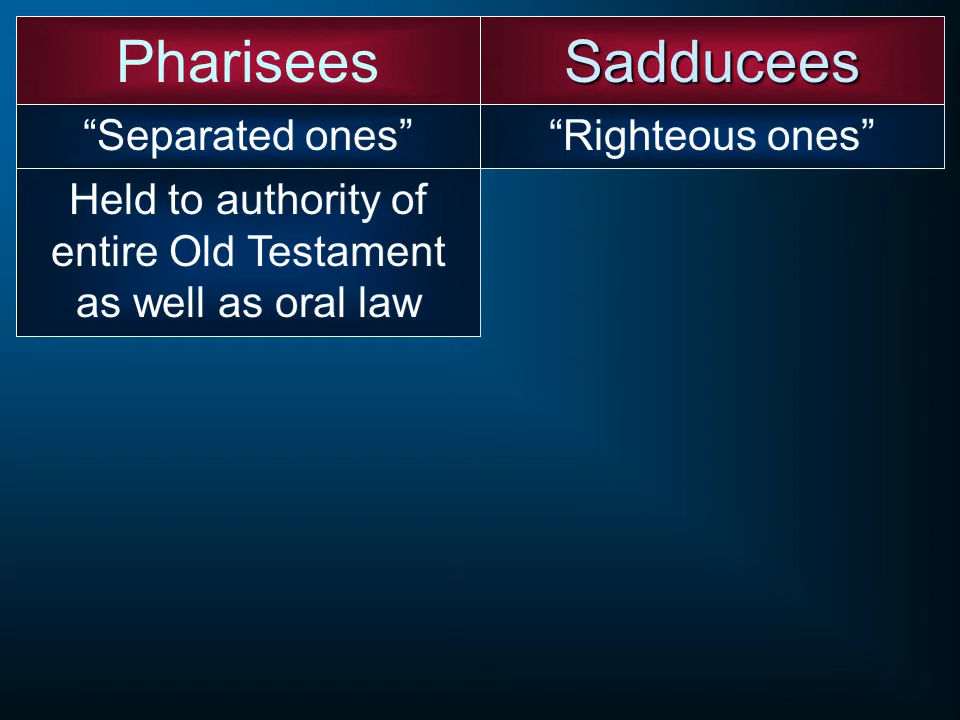 Pharisees
Sadducees
“Separated ones”
“Righteous ones”
Held to authority of
entire Old Testament
as well as oral law